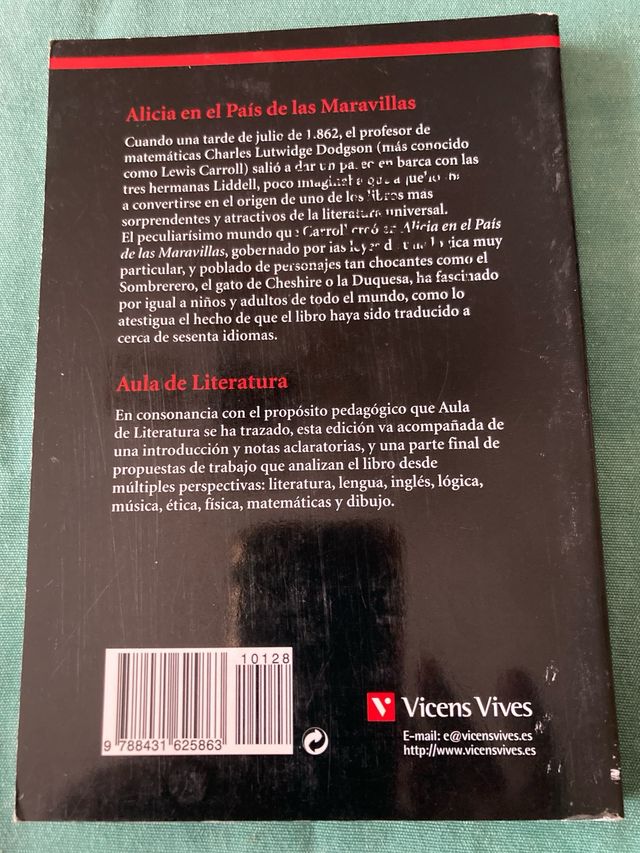 Alicia en el País de las Maravillas
Cuando una tarde de julio de 1.862, el profesor de
matemáticas Charles Lutwidge Dodgson (más conocido
como Lewis Carroll) salió a dar un paseo en barca con las
tres hermanas Liddell, poco
a convertirse en el origen de uno de los libros más
sorprendentes y atractivos de la literatura universal.
El peculiarísimo mundo que Carroll creó en Alicia en el País
de las Maravillas, gobernado por las leyes de una lógica muy
particular, y poblado de personajes tan chocantes como el
Sombrerero, el gato de Cheshire o la Duquesa, ha fascinado
por igual a niños y adultos de todo el mundo, como lo
atestigua el hecho de que el libro haya sido traducido a
cerca de sesenta idiomas.
Aula de Literatura
En consonancia con el propósito pedagógico que Aula
de Literatura se ha trazado, esta edición va acompañada de
una introducción y notas aclaratorias, y una parte final de
propuestas de trabajo que analizan el libro desde
múltiples perspectivas: literatura, lengua, inglés, lógica,
música, ética, física, matemáticas y dibujo.
10128
9 788431 625863
Vicens Vives
E-mail: e@vicensvives.es
http://www.vicensvives.es